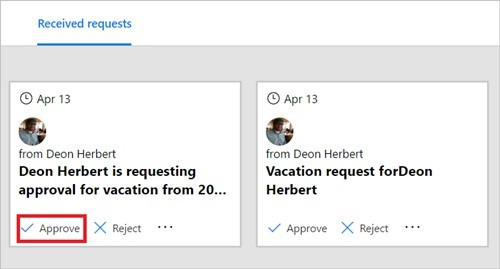 Received requests
Apr 13
from Deon Herbert
Deon Herbert is requesting
approval for vacation from 20...
Approve
Reject
...
Apr 13
from Deon Herbert
Vacation request forDeon
Herbert
Approve
Reject
...